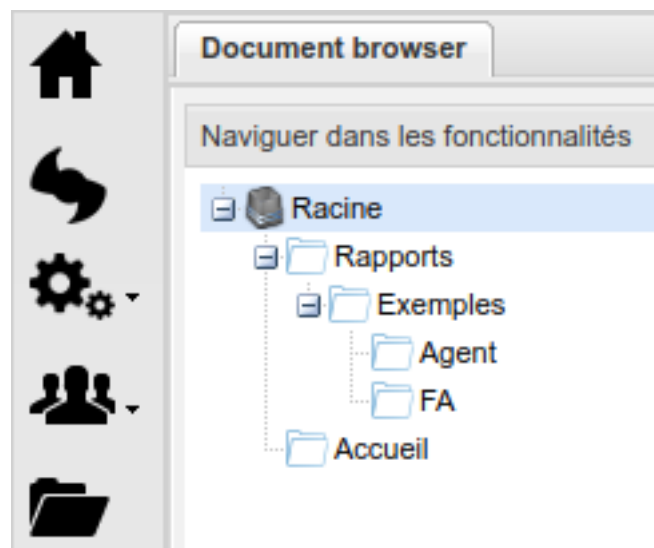 Document browser
Naviguer dans les fonctionnalités
Racine
Rapports
Exemples
Agent
FA
Accueil